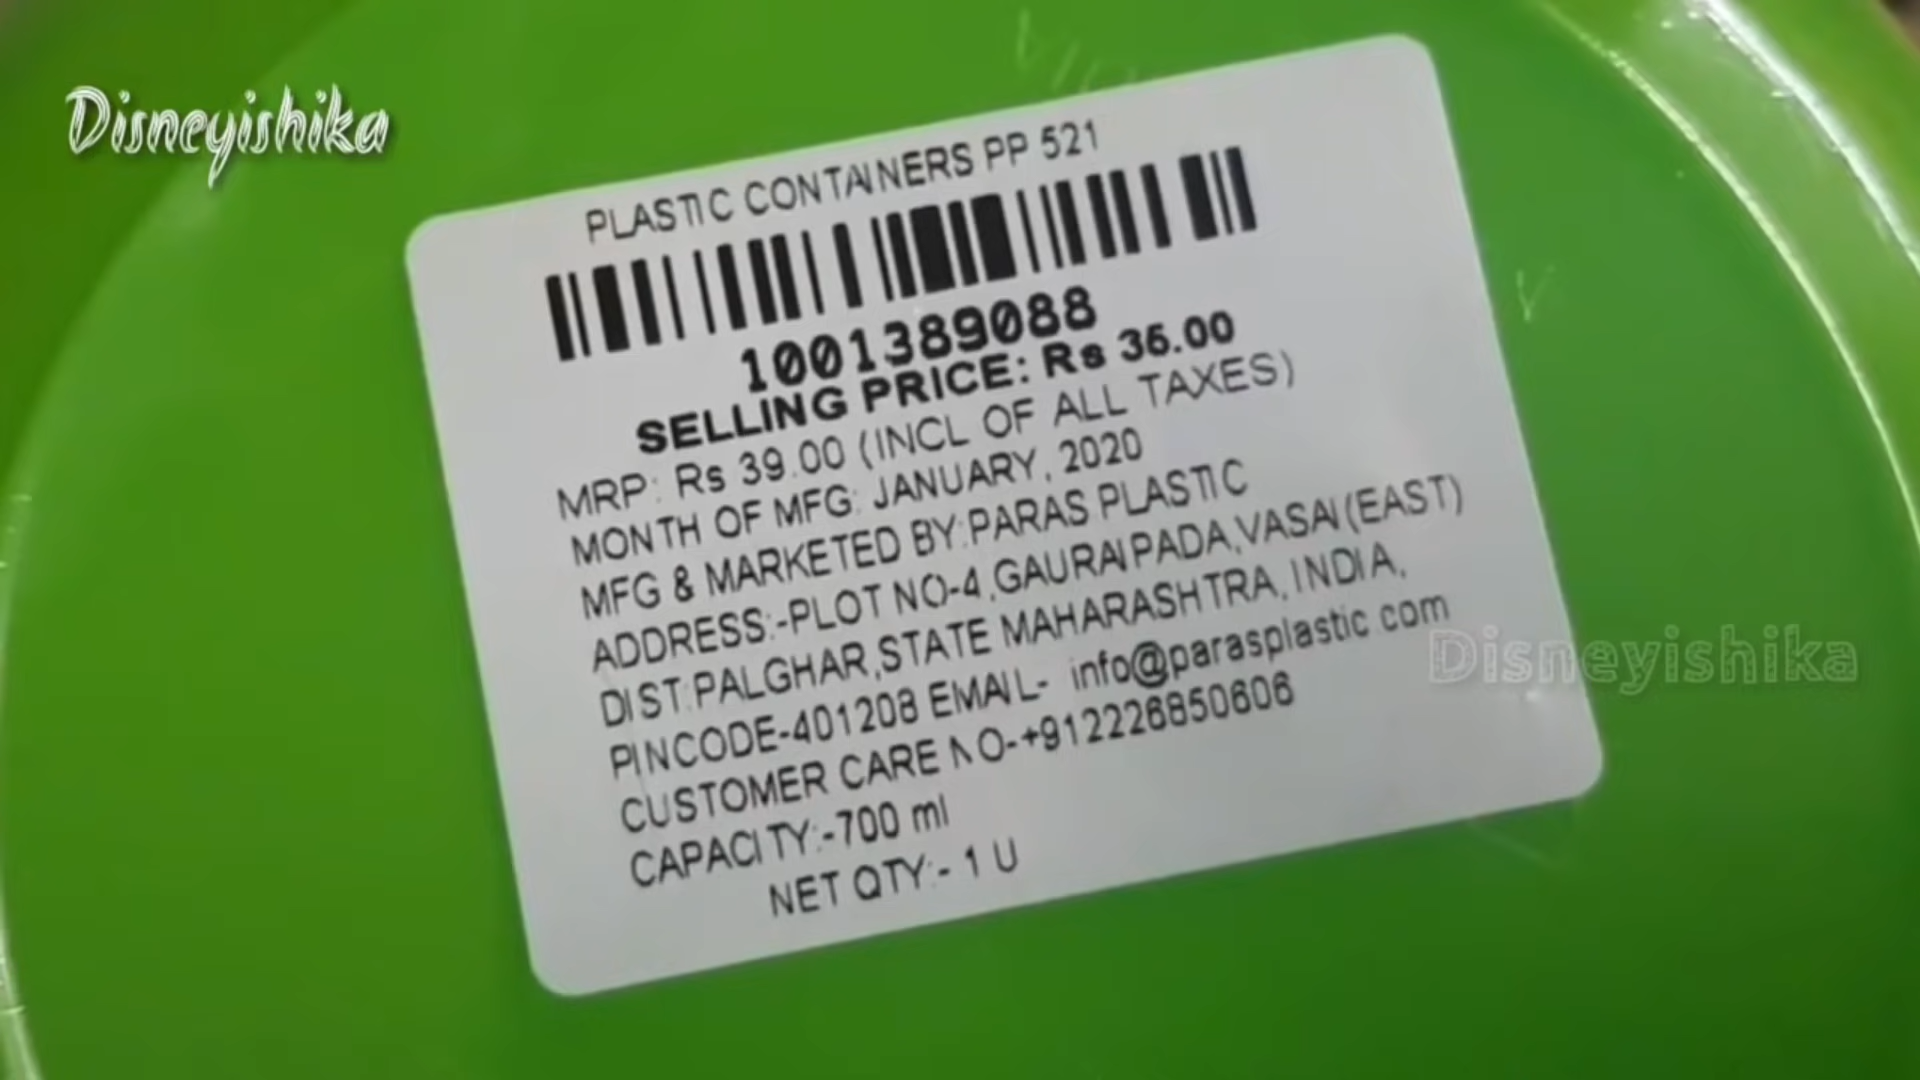 Disneyishika
PLASTIC CONTAINERS PP 521
1001389088
SELLING PRICE: Rs 36.00
MRP: Rs 39.00 (INCL OF ALL TAXES)
MONTH OF MFG: JANUARY, 2020
MFG & MARKETED BY:PARAS PLASTIC
ADDRESS:-PLOT NO-4,GAURAIPADA,VASAI(EAST)
DIST:PALGHAR,STATE MAHARASHTRA, INDIA,
PINCODE-401208 EMAIL- info@parasplastic.com
CUSTOMER CARE NO-+912226850606
CAPACITY:-700 ml
NET QTY:- 1 U
Disneyishika